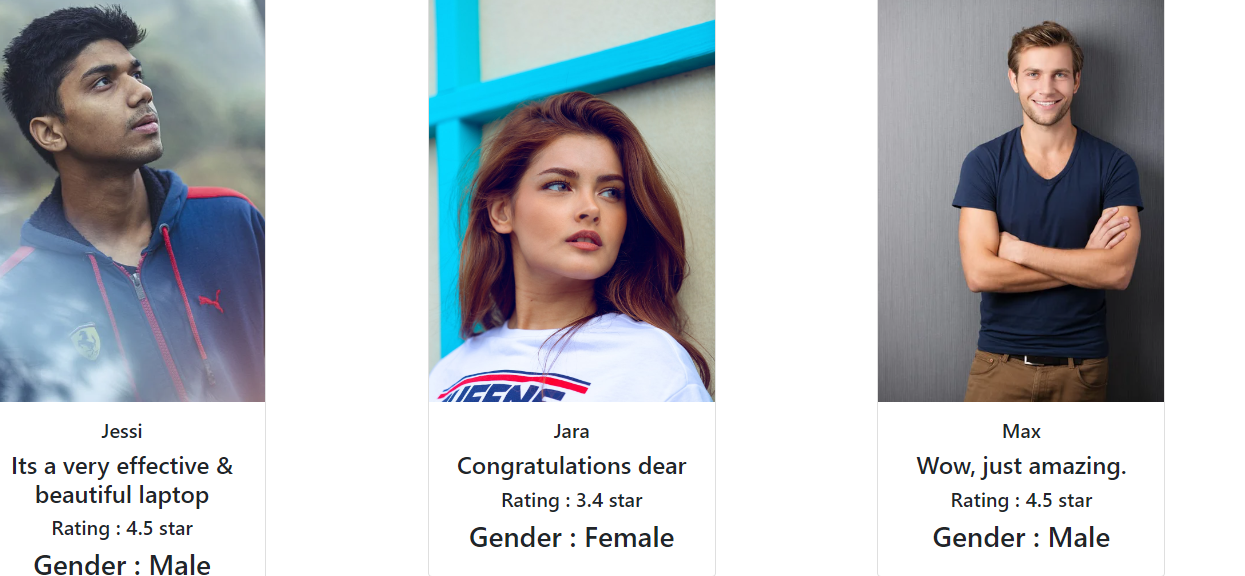 Jessi
Its a very effective &
beautiful laptop
Rating : 4.5 star
Gender : Male
Jara
Congratulations dear
Rating : 3.4 star
Gender : Female
Max
Wow, just amazing.
Rating : 4.5 star
Gender : Male